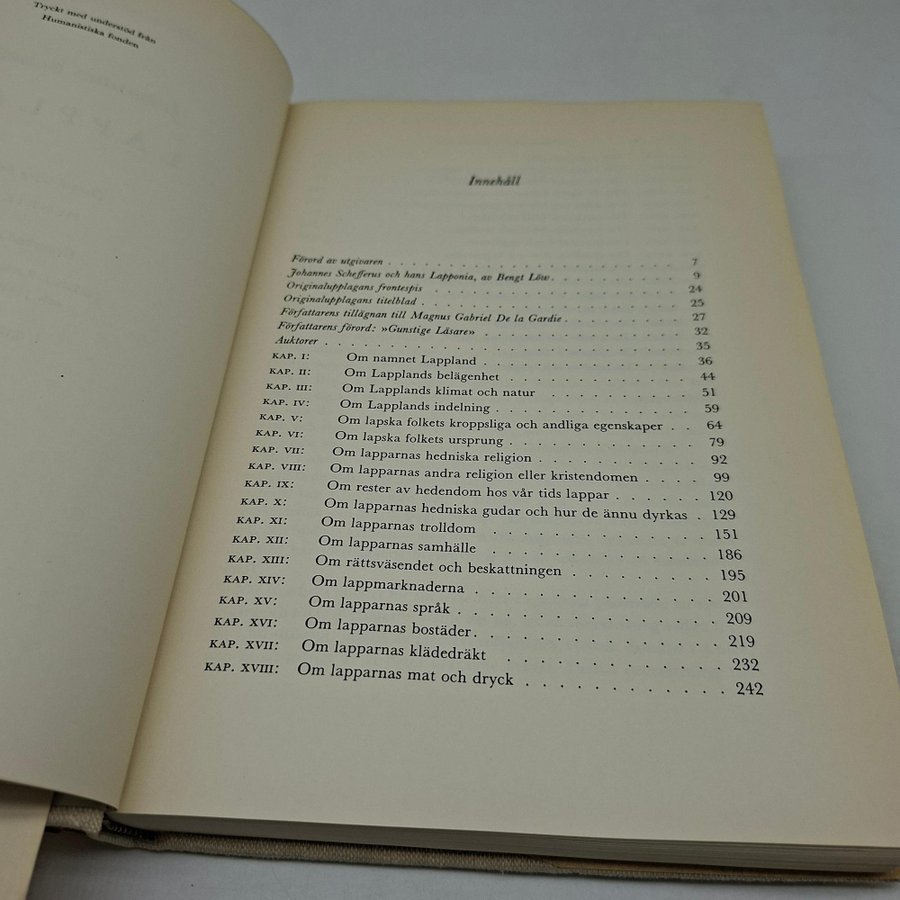 Tryckt med understöd från
Humanistiska fonden
Innehåll
Förord av utgivaren . . . . . . . . . . . . . . . . . . . . 7
Johannes Schefferus och hans Lapponia, av Bengt Löw . . . . . . . . 9
Originalupplagans frontespis . . . . . . . . . . . . . . . . . 24
Originalupplagans titelblad . . . . . . . . . . . . . . . . . 25
Författarens tillägnan till Magnus Gabriel De la Gardie . . . . . . . . 27
Författarens förord: »Gunstige Läsare» . . . . . . . . . . . . . 32
Auktorer . . . . . . . . . . . . . . . . . . . . . . . . 35
KAP. I: Om namnet Lappland . . . . . . . . . . . . . . 36
KAP. II: Om Lapplands belägenhet . . . . . . . . . . . . 44
KAP. III: Om Lapplands klimat och natur . . . . . . . . . . 51
KAP. IV: Om Lapplands indelning . . . . . . . . . . . . . 59
KAP. V: Om lapska folkets kroppsliga och andliga egenskaper . . 64
KAP. VI: Om lapska folkets ursprung . . . . . . . . . . . . 79
KAP. VII: Om lapparnas hedniska religion . . . . . . . . . . 92
KAP. VIII: Om lapparnas andra religion eller kristendomen . . . . 99
KAP. IX: Om rester av hedendom hos vår tids lappar . . . . . . 120
KAP. X: Om lapparnas hedniska gudar och hur de ännu dyrkas . 129
KAP. XI: Om lapparnas trolldom . . . . . . . . . . . . . 151
KAP. XII: Om lapparnas samhälle . . . . . . . . . . . . . 186
KAP. XIII: Om rättsväsendet och beskattningen . . . . . . . . 195
KAP. XIV: Om lappmarknaderna . . . . . . . . . . . . . 201
KAP. XV: Om lapparnas språk . . . . . . . . . . . . . . 209
KAP. XVI: Om lapparnas bostäder . . . . . . . . . . . . . 219
KAP. XVII: Om lapparnas klädedräkt . . . . . . . . . . . . 232
KAP. XVIII: Om lapparnas mat och dryck . . . . . . . . . . . 242